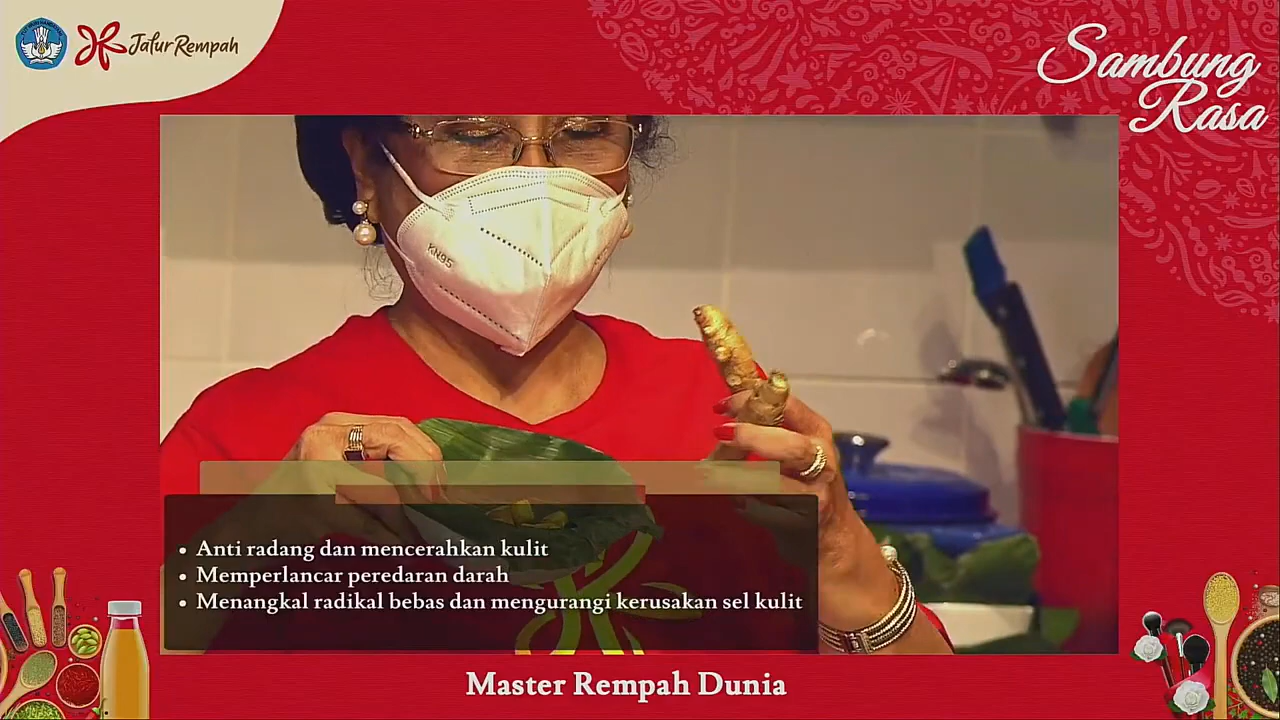 Jalur Rempah
Sambung
Rasa
KN95
• Anti radang dan mencerahkan kulit
• Memperlancar peredaran darah
• Menangkal radikal bebas dan mengurangi kerusakan sel kulit
Master Rempah Dunia